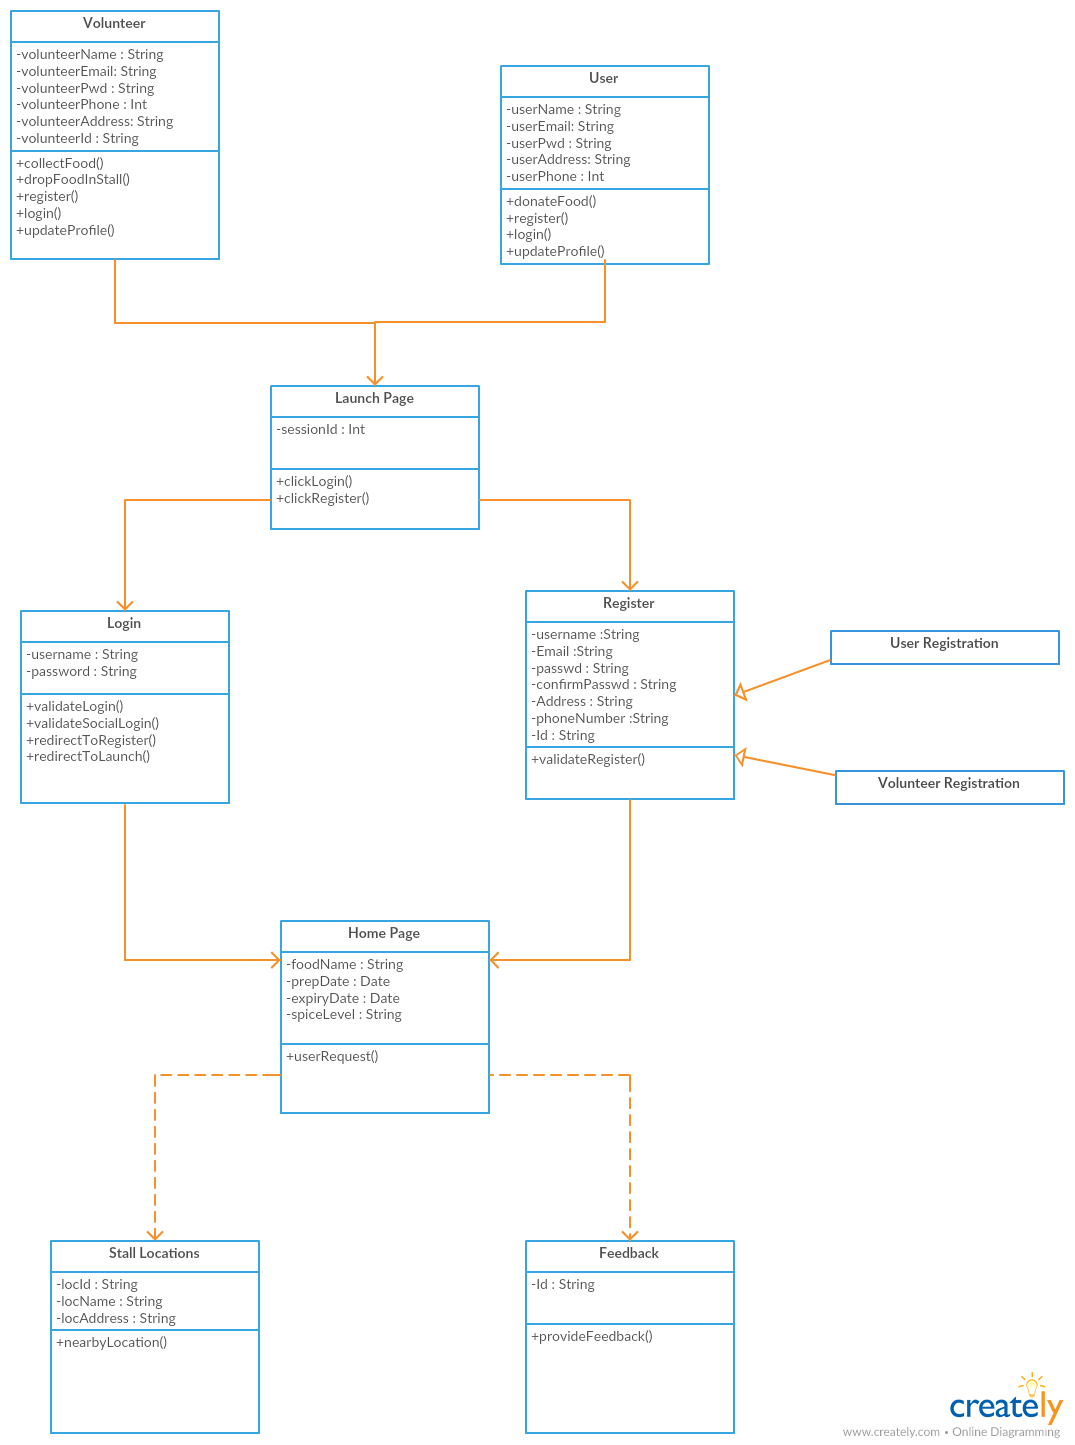 Volunteer
-volunteerName : String
-volunteerEmail: String
-volunteerPwd : String
-volunteerPhone : Int
-volunteerAddress: String
-volunteerId : String
+collectFood()
+dropFoodInStall()
+register()
+login()
+updateProfile()
User
-userName : String
-userEmail: String
-userPwd : String
-userAddress: String
-userPhone : Int
+donateFood()
+register()
+login()
+updateProfile()
Launch Page
-sessionId : Int
+clickLogin()
+clickRegister()
Login
-username : String
-password : String
+validateLogin()
+validateSocialLogin()
+redirectToRegister()
+redirectToLaunch()
Register
-username :String
-Email :String
-passwd : String
-confirmPasswd : String
-Address : String
-phoneNumber :String
-Id : String
+validateRegister()
User Registration
Volunteer Registration
Home Page
-foodName : String
-prepDate : Date
-expiryDate : Date
-spiceLevel : String
+userRequest()
Stall Locations
-locId : String
-locName : String
-locAddress : String
+nearbyLocation()
Feedback
-Id : String
+provideFeedback()
creately
www.creately.com • Online Diagramming